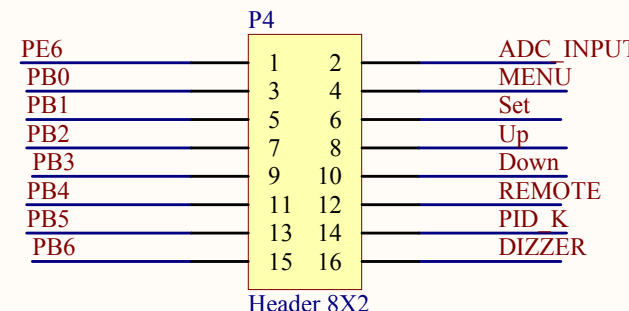 P4
PE6 1 2 ADC_INPUT
PB0 3 4 MENU
PB1 5 6 Set
PB2 7 8 Up
PB3 9 10 Down
PB4 11 12 REMOTE
PB5 13 14 PID_K
PB6 15 16 DIZZER
Header 8X2